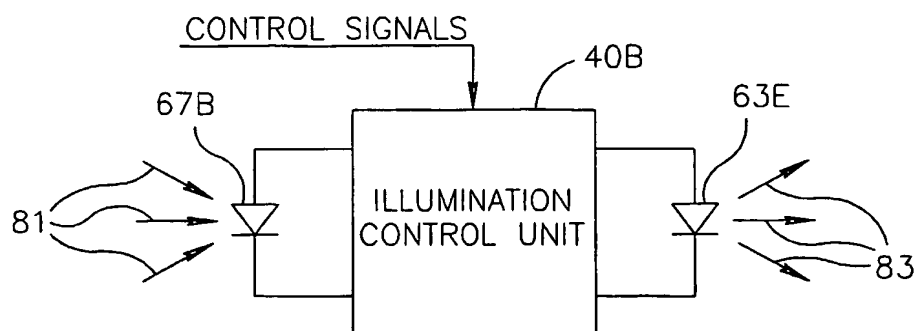 CONTROL SIGNALS
40B
67B
63E
81
ILLUMINATION
CONTROL UNIT
83